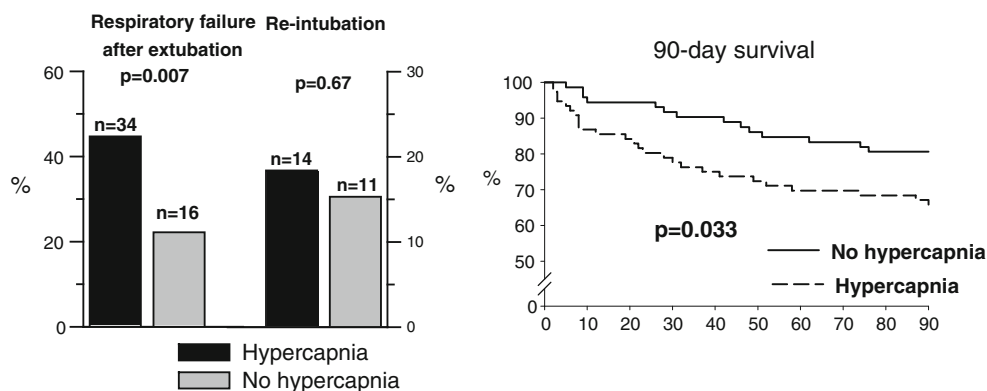 Respiratory failure
after extubation
p=0.007
Re-intubation
p=0.67
60
40
20
0
%
n=34
n=16
n=14
n=11
30
20
10
0
%
Hypercapnia
No hypercapnia
90-day survival
100
90
80
70
60
50
0
%
p=0.033
No hypercapnia
Hypercapnia
0 10 20 30 40 50 60 70 80 90